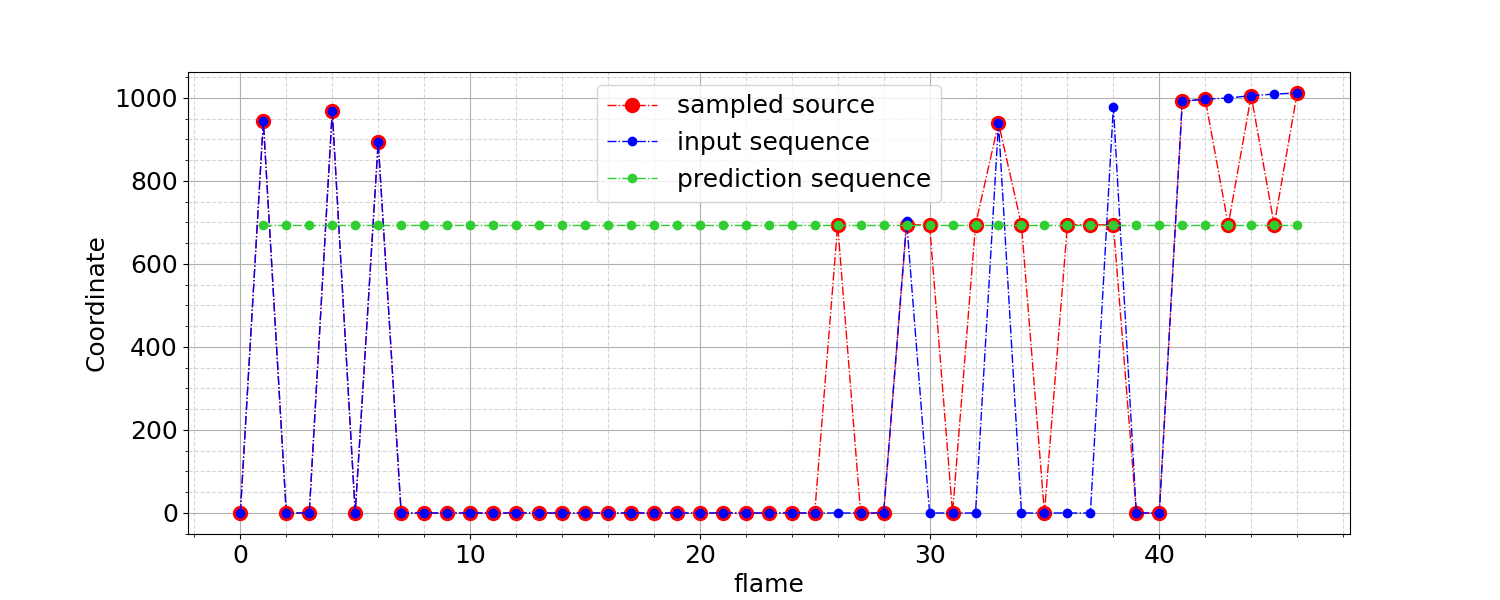 1000
800
600
400
200
0
Coordinate
sampled source
input sequence
prediction sequence
0 10 20 30 40
flame